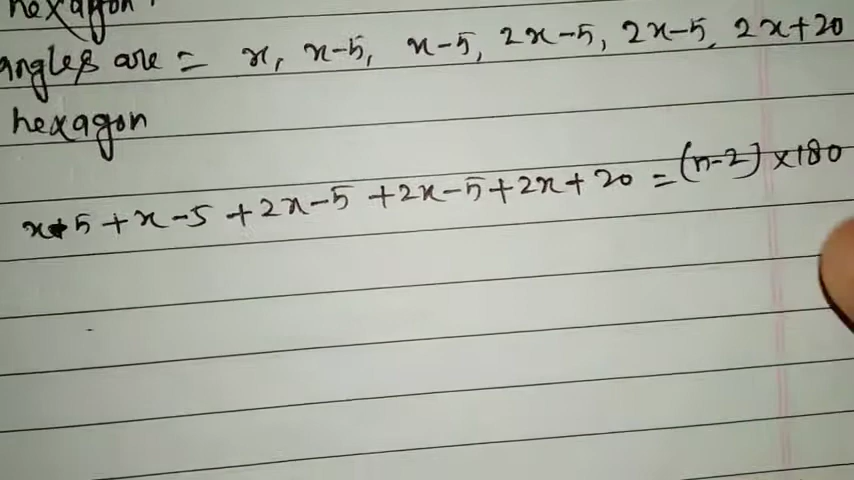 hexagon.
angles are = x, x-5, x-5, 2x-5, 2x-5, 2x+20
hexagon
x+5+x-5+2x-5+2x-5+2x+20=(n-2)×180